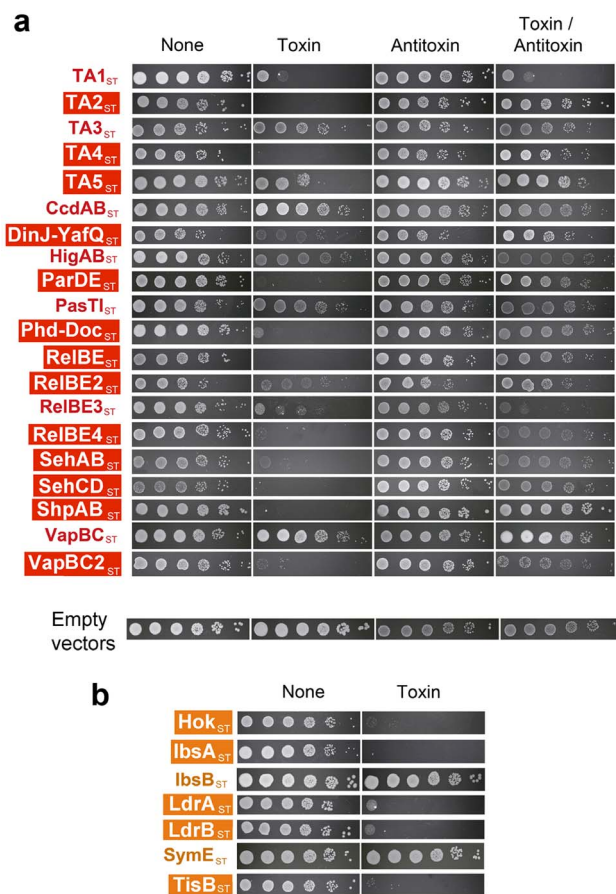 a
None Toxin Antitoxin Toxin / Antitoxin
TA1ST
TA2ST
TA3ST
TA4ST
TA5ST
CcdABST
DinJ-YafQST
HigABST
ParDEST
PasTIST
Phd-DocST
RelBEST
RelBE2ST
RelBE3ST
RelBE4ST
SehABST
SehCDST
ShpABST
VapBCST
VapBC2ST
Empty
vectors
b
None Toxin
HokST
IbsAST
IbsBST
LdrAST
LdrBST
SymEST
TisBST